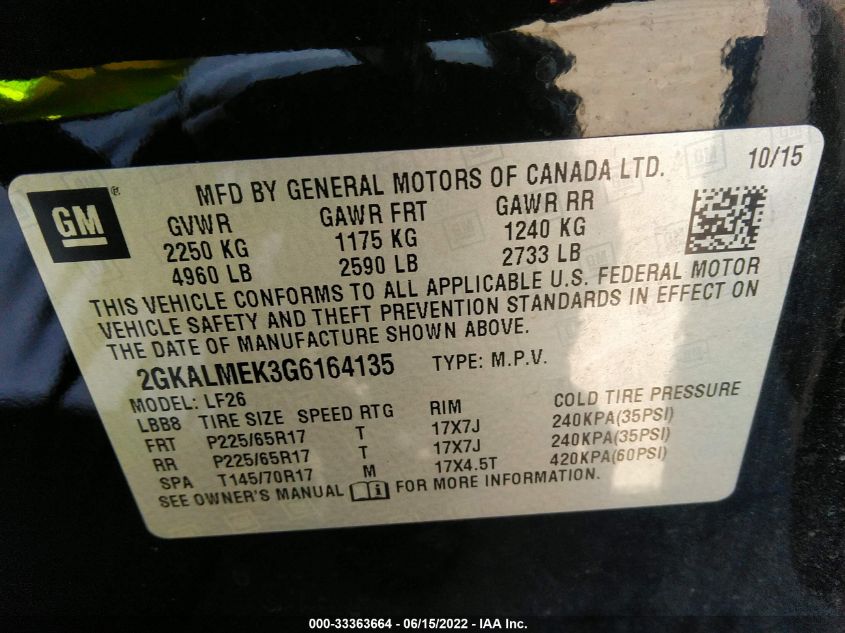 GM ®
MFD BY GENERAL MOTORS OF CANADA LTD. 10/15
GVWR GAWR FRT GAWR RR
2250 KG 1175 KG 1240 KG
4960 LB 2590 LB 2733 LB
THIS VEHICLE CONFORMS TO ALL APPLICABLE U.S. FEDERAL MOTOR
VEHICLE SAFETY AND THEFT PREVENTION STANDARDS IN EFFECT ON
THE DATE OF MANUFACTURE SHOWN ABOVE.
2GKALMEK3G6164135 TYPE: M.P.V.
MODEL: LF26
LBB8 TIRE SIZE SPEED RTG RIM COLD TIRE PRESSURE
FRT P225/65R17 T 17X7J 240KPA(35PSI)
RR P225/65R17 T 17X7J 240KPA(35PSI)
SPA T145/70R17 M 17X4.5T 420KPA(60PSI)
SEE OWNER'S MANUAL i FOR MORE INFORMATION.
000-33363664 - 06/15/2022 - IAA Inc.